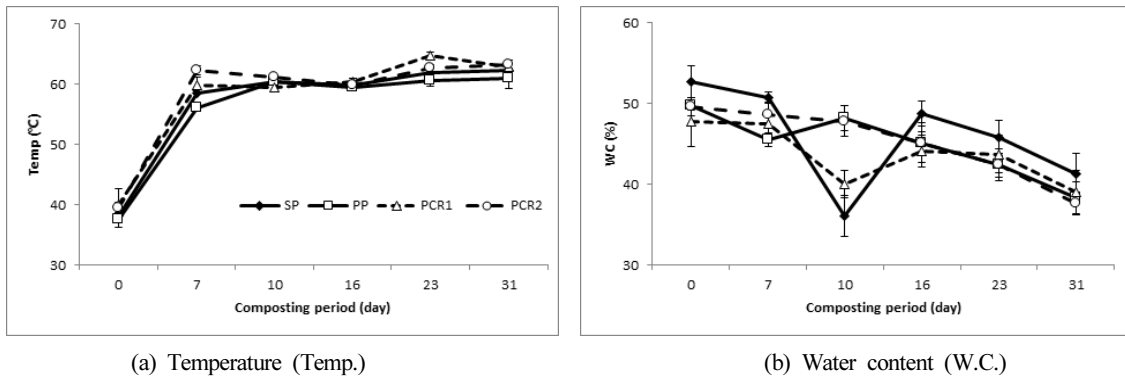 70
60
50
40
30
Temp (℃)
SP PP PCR1 PCR2
0 7 10 16 23 31
Composting period (day)
(a) Temperature (Temp.)
60
50
40
30
WC (%)
0 7 10 16 23 31
Composting period (day)
(b) Water content (W.C.)